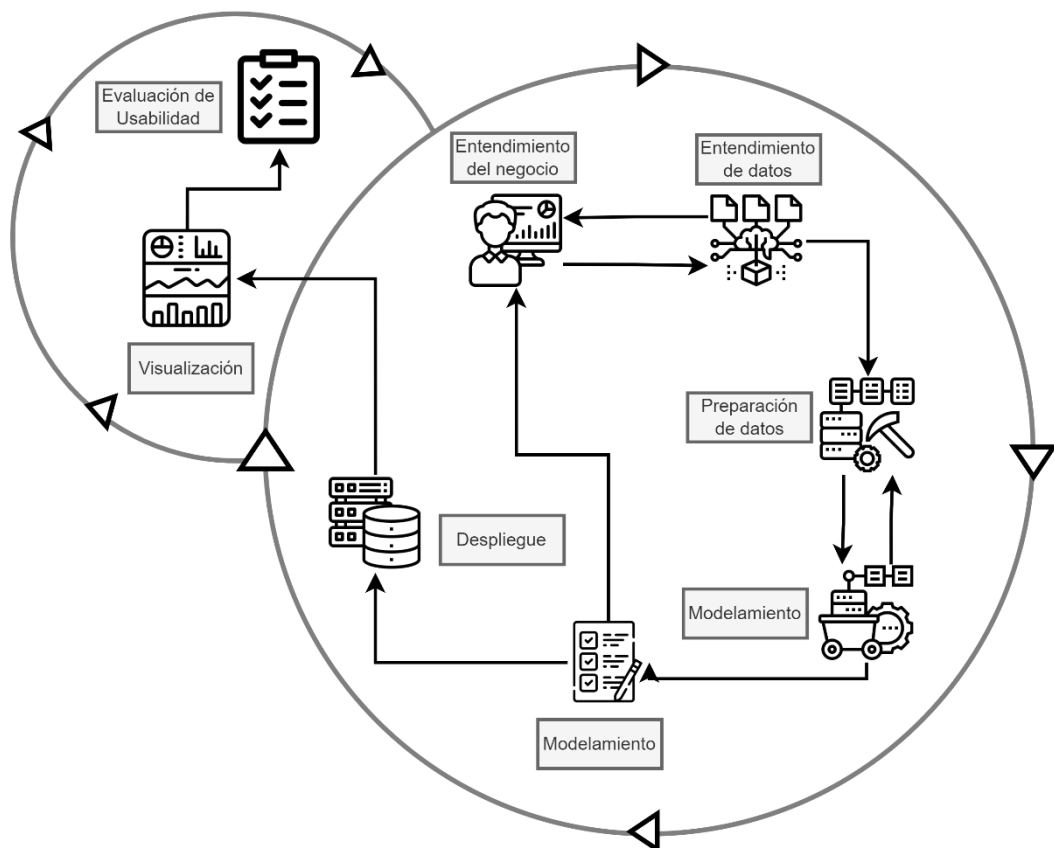 Evaluación de
Usabilidad
Entendimiento
del negocio
Entendimiento
de datos
Visualización
Preparación
de datos
Despliegue
Modelamiento
Modelamiento